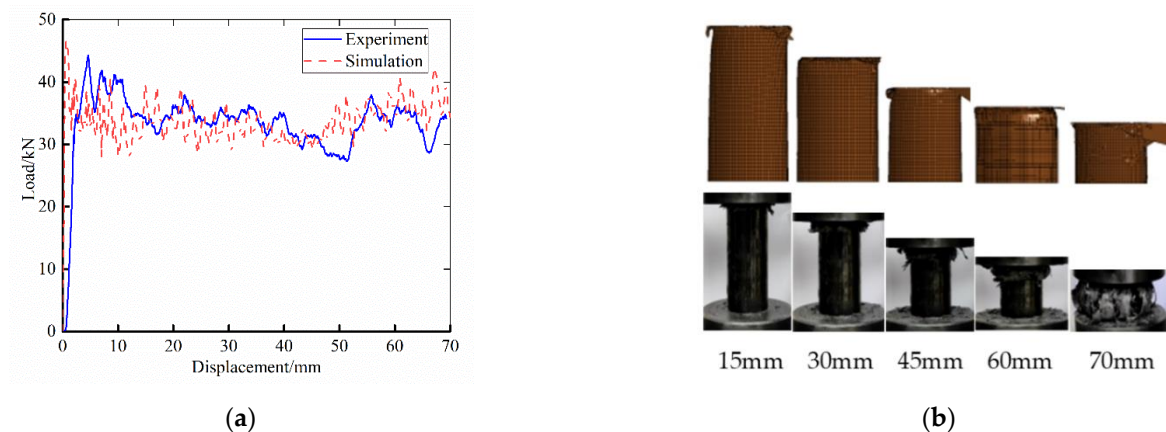 50
40
30
20
10
0
Load/kN
Experiment
Simulation
0 10 20 30 40 50 60 70
Displacement/mm
(a)
15mm 30mm 45mm 60mm 70mm
(b)